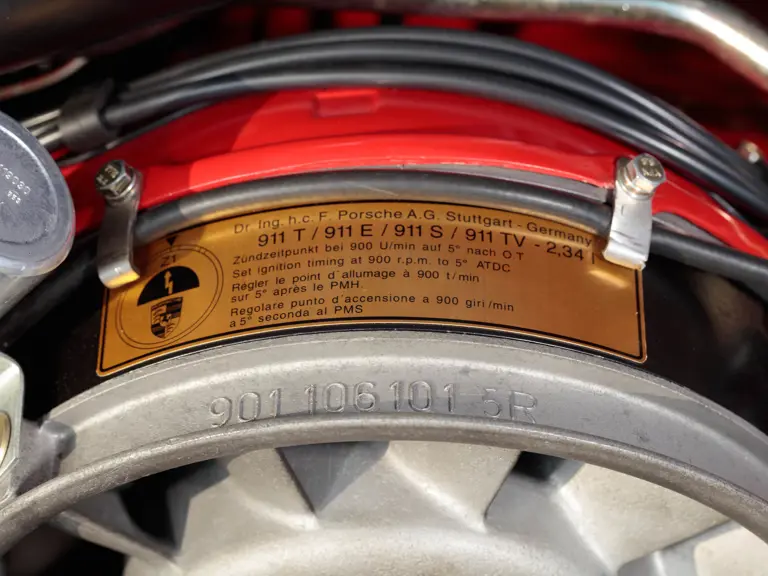 Dr. Ing. h.c. F. Porsche A.G. Stuttgart - Germany
911 T / 911 E / 911 S / 911 TV - 2,34 l
Zündzeitpunkt bei 900 U/min auf 5° nach O.T
Set ignition timing at 900 r.p.m. to 5° ATDC
Régler le point d'allumage à 900 t/min
sur 5° après le PMH.
Regolare punto d'accensione a 900 giri/min
a 5° seconda al PMS
Z1
901 106 101 5R